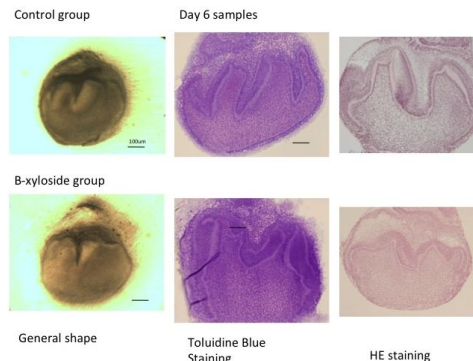 Control group
Day 6 samples
100um
B-xyloside group
General shape
Toluidine Blue
Staining
HE staining